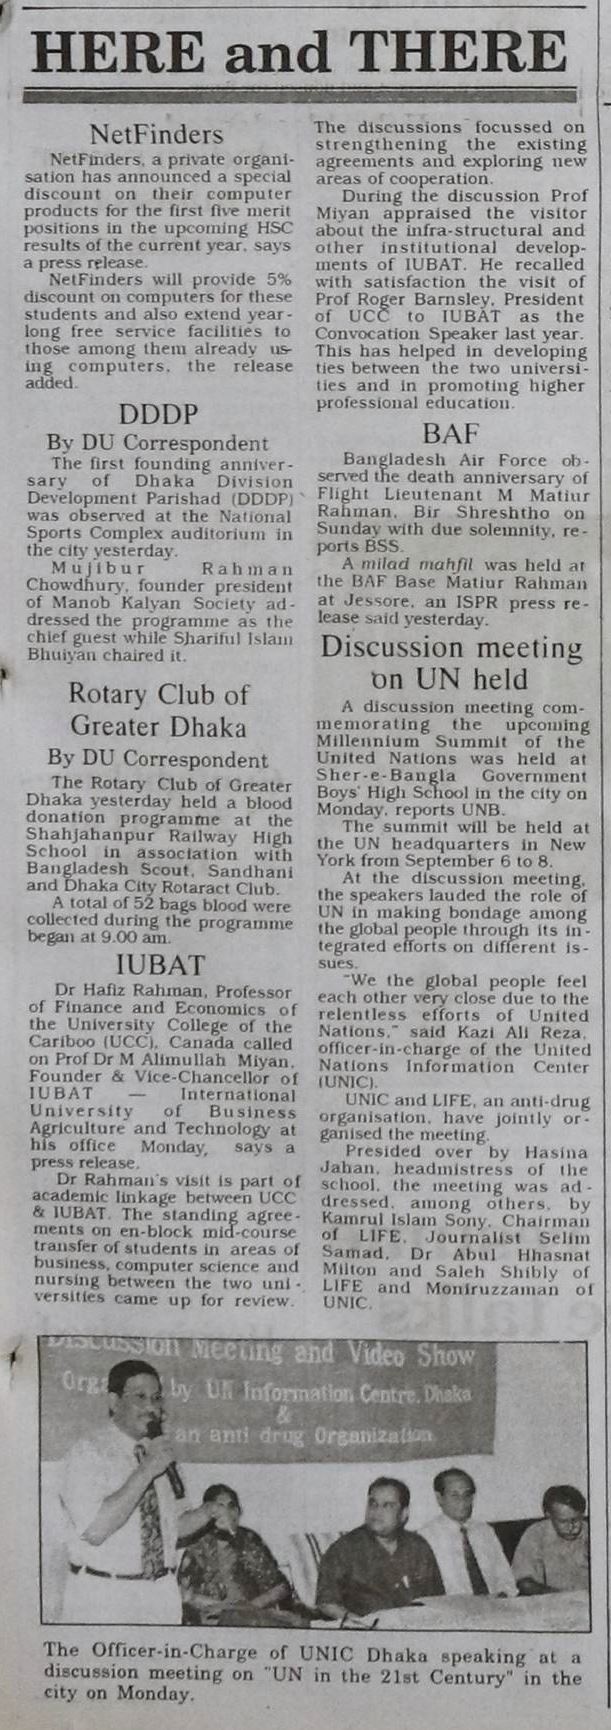 HERE and THERE
NetFinders
NetFinders, a private organi-
sation has announced a special
discount on their computer
products for the first five merit
positions in the upcoming HSC
results of the current year, says
a press release.
NetFinders will provide 5%
discount on computers for these
students and also extend year-
long free service facilities to
those among them already us-
ing computers, the release
added.
DDDP
By DU Correspondent
The first founding anniver-
sary of Dhaka Division
Development Parishad (DDDP)
was observed at the National
Sports Complex auditorium in
the city yesterday.
Mujibur Rahman
Chowdhury, founder president
of Manob Kalyan Society ad-
dressed the programme as the
chief guest while Shariful Islam
Bhuiyan chaired it.
Rotary Club of
Greater Dhaka
By DU Correspondent
The Rotary Club of Greater
Dhaka yesterday held a blood
donation programme at the
Shahjahanpur Railway High
School in association with
Bangladesh Scout, Sandhani
and Dhaka City Rotaract Club.
A total of 52 bags blood were
collected during the programme
began at 9.00 am.
IUBAT
Dr Hafiz Rahman, Professor
of Finance and Economics of
the University College of the
Cariboo (UCC), Canada called
on Prof Dr M Alimullah Miyan,
Founder & Vice-Chancellor of
IUBAT — International
University of Business
Agriculture and Technology at
his office Monday, says a
press release.
Dr Rahman's visit is part of
academic linkage between UCC
& IUBAT. The standing agree-
ments on en-block mid-course
transfer of students in areas of
business, computer science and
nursing between the two uni-
versities came up for review.
The discussions focussed on
strengthening the existing
agreements and exploring new
areas of cooperation.
During the discussion Prof
Miyan appraised the visitor
about the infra-structural and
other institutional develop-
ments of IUBAT. He recalled
with satisfaction the visit of
Prof Roger Barnsley, President
of UCC to IUBAT as the
Convocation Speaker last year.
This has helped in developing
ties between the two universi-
ties and in promoting higher
professional education.
BAF
Bangladesh Air Force ob-
served the death anniversary of
Flight Lieutenant M Matiur
Rahman, Bir Shreshtho on
Sunday with due solemnity, re-
ports BSS.
A milad mahfil was held at
the BAF Base Matiur Rahman
at Jessore, an ISPR press re-
lease said yesterday.
Discussion meeting
on UN held
A discussion meeting com-
memorating the upcoming
Millennium Summit of the
United Nations was held at
Sher-e-Bangla Government
Boys' High School in the city on
Monday, reports UNB.
The summit will be held at
the UN headquarters in New
York from September 6 to 8.
At the discussion meeting,
the speakers lauded the role of
UN in making bondage among
the global people through its in-
tegrated efforts on different is-
sues.
"We the global people feel
each other very close due to the
relentless efforts of United
Nations," said Kazi Ali Reza,
officer-in-charge of the United
Nations Information Center
(UNIC).
UNIC and LIFE, an anti-drug
organisation, have jointly or-
ganised the meeting.
Presided over by Hasina
Jahan, headmistress of the
school, the meeting was ad-
dressed, among others, by
Kamrul Islam Sony, Chairman
of LIFE, Journalist Selim
Samad, Dr Abul Hhasnat
Milton and Saleh Shibly of
LIFE and Moniruzzaman of
UNIC.
Discussion Meeting and Video Show
by UN Information Centre, Dhaka
&
an anti drug Organization
The Officer-in-Charge of UNIC Dhaka speaking at a
discussion meeting on "UN in the 21st Century" in the
city on Monday.